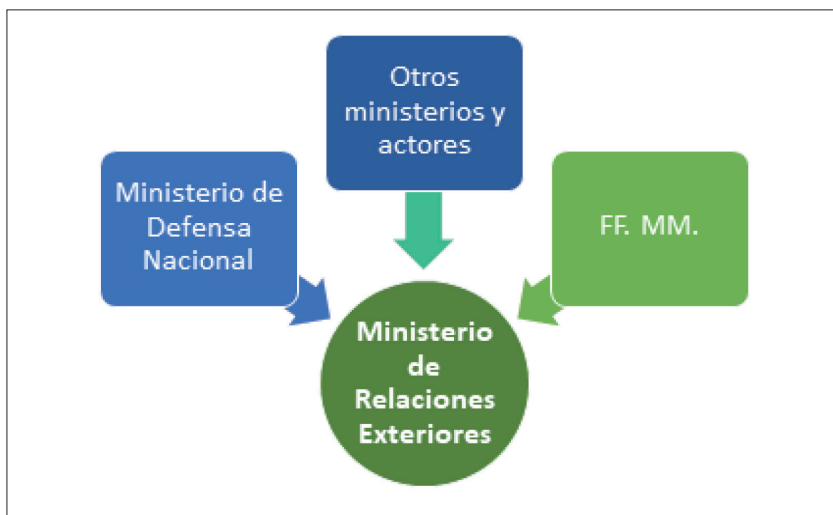 Otros
ministerios y
actores
Ministerio de
Defensa
Nacional
FF. MM.
Ministerio
de
Relaciones
Exteriores